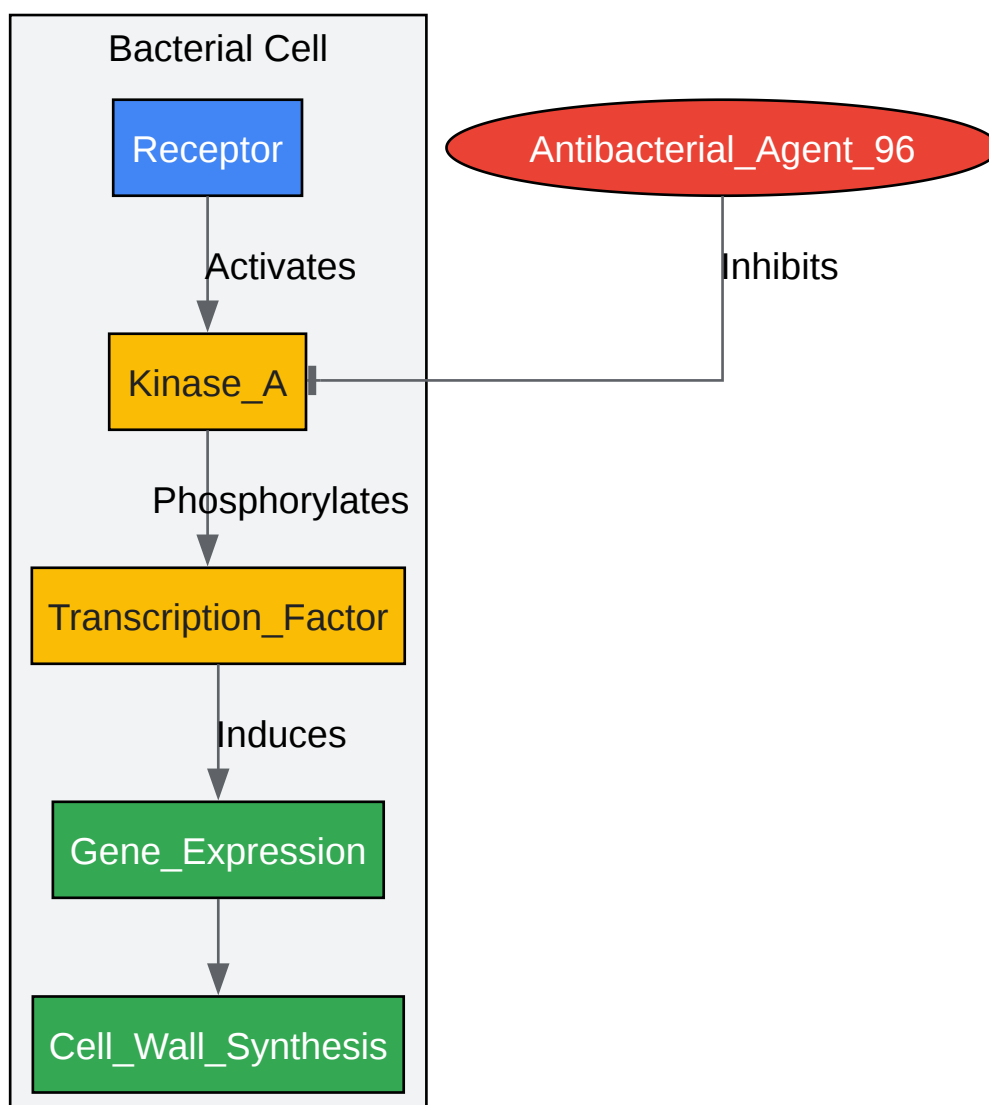 Bacterial Cell
Receptor
Antibacterial_Agent_96
Activates
Inhibits
Kinase_A
Phosphorylates
Transcription_Factor
Induces
Gene_Expression
Cell_Wall_Synthesis